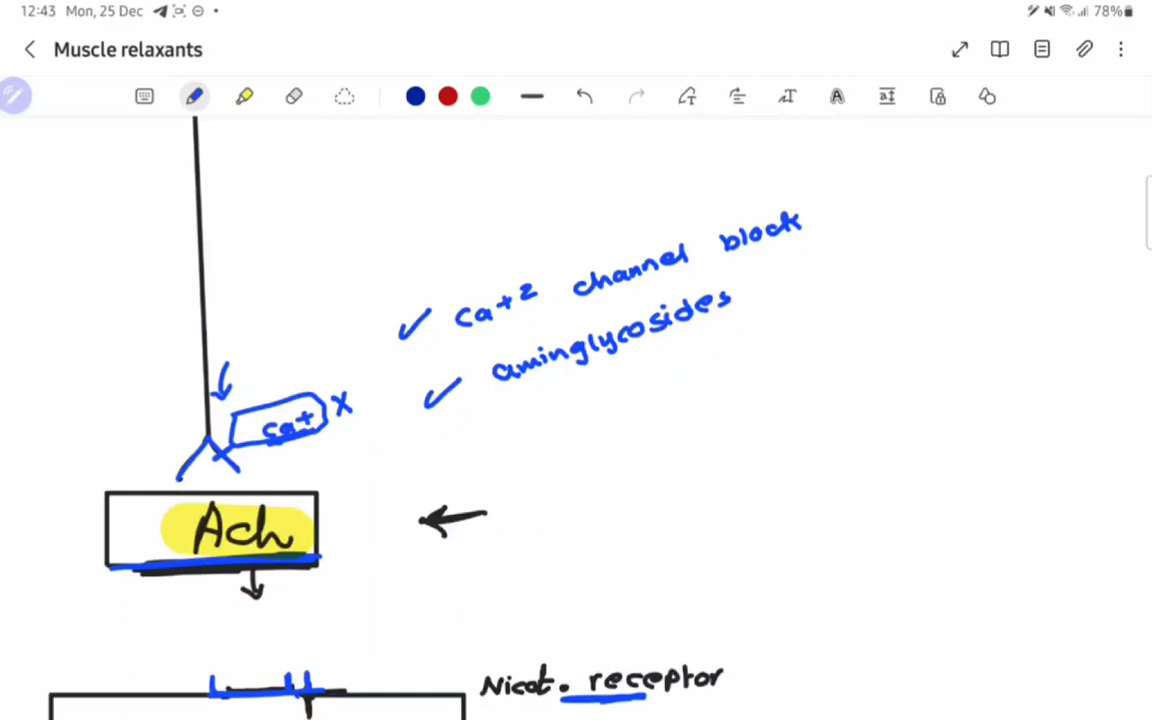 12:43 Mon, 25 Dec
78%
Muscle relaxants
ca+2 channel block
aminglycosides
ca+ x
Ach
Nicot. receptor